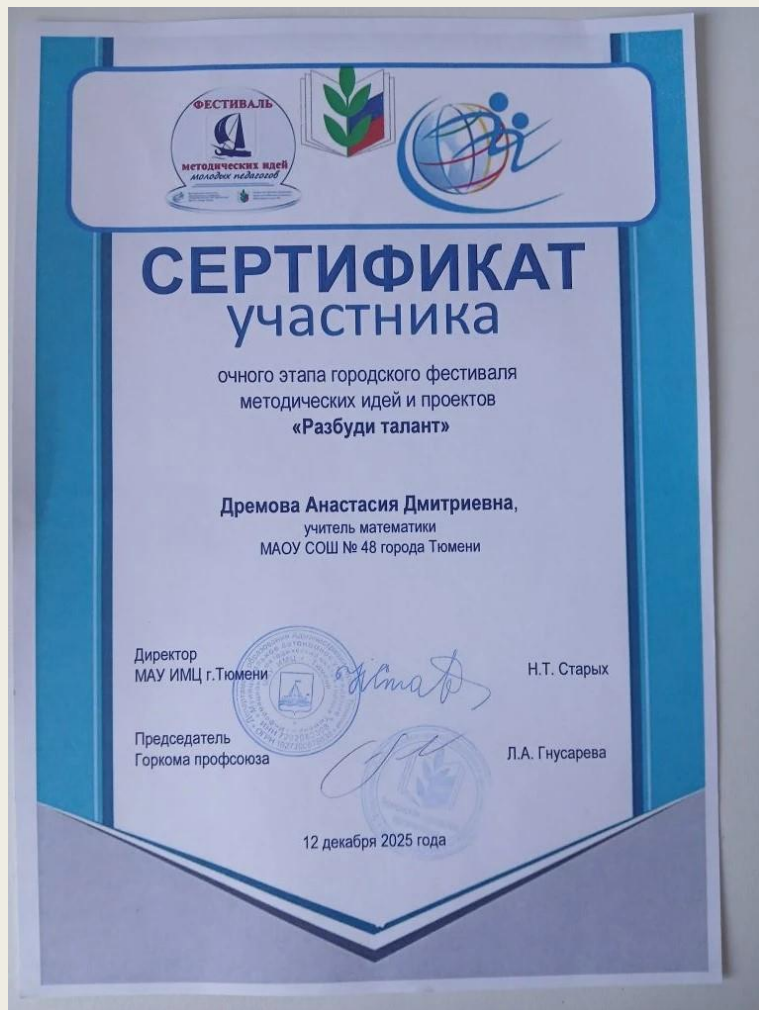 ФЕСТИВАЛЬ
методических идей
молодых педагогов
СЕРТИФИКАТ
участника
очного этапа городского фестиваля
методических идей и проектов
«Разбуди талант»
Дремова Анастасия Дмитриевна,
учитель математики
МАОУ СОШ № 48 города Тюмени
Директор
МАУ ИМЦ г.Тюмени
Н.Т. Старых
Председатель
Горкома профсоюза
Л.А. Гнусарева
12 декабря 2025 года